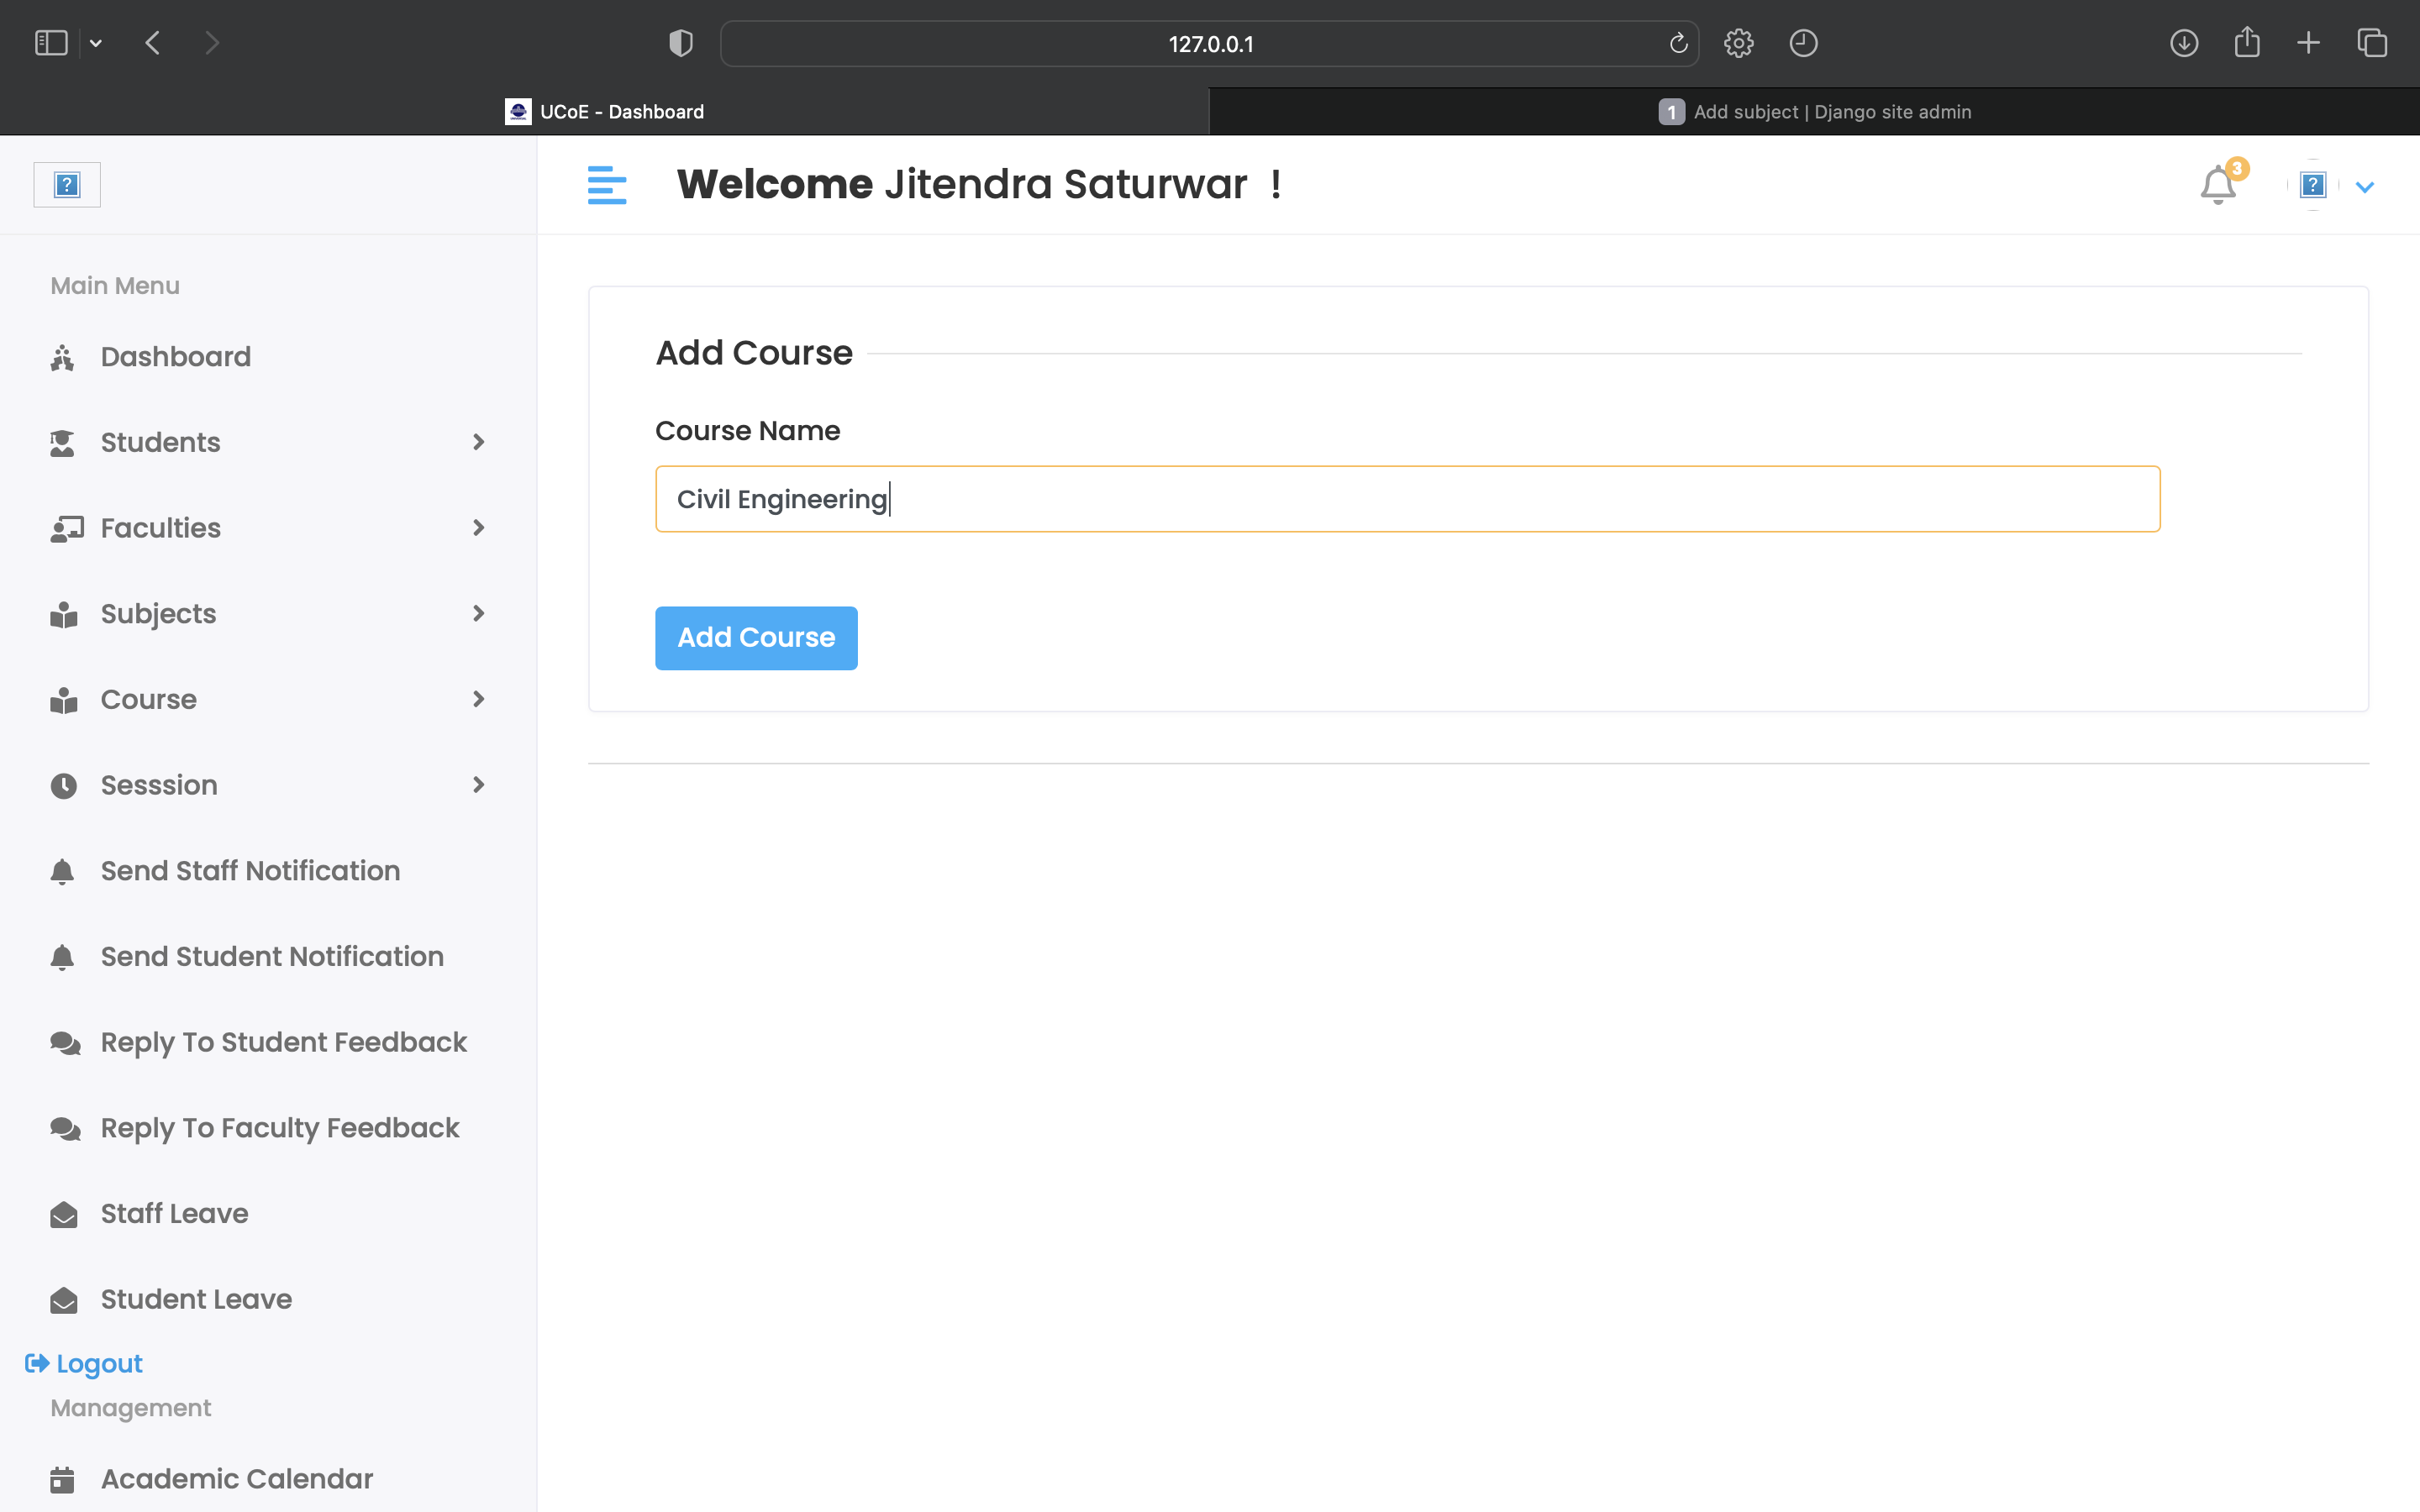 127.0.0.1
UCoE - Dashboard
1 Add subject | Django site admin
Welcome Jitendra Saturwar !
3
Main Menu
Dashboard
Students
Faculties
Subjects
Course
Sesssion
Send Staff Notification
Send Student Notification
Reply To Student Feedback
Reply To Faculty Feedback
Staff Leave
Student Leave
Logout
Management
Academic Calendar
Add Course
Course Name
Civil Engineering
Add Course